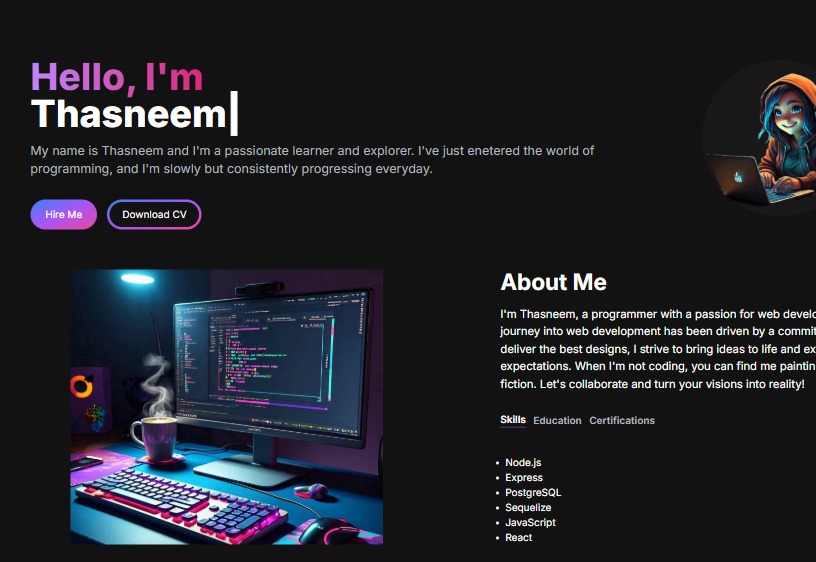 Hello, I'm
Thasneem
My name is Thasneem and I'm a passionate learner and explorer. I've just enetered the world of
programming, and I'm slowly but consistently progressing everyday.
Hire Me
Download CV
About Me
I'm Thasneem, a programmer with a passion for web develo
journey into web development has been driven by a commit
deliver the best designs, I strive to bring ideas to life and ex
expectations. When I'm not coding, you can find me paintin
fiction. Let's collaborate and turn your visions into reality!
Skills
Education
Certifications
• Node.js
• Express
• PostgreSQL
• Sequelize
• JavaScript
• React